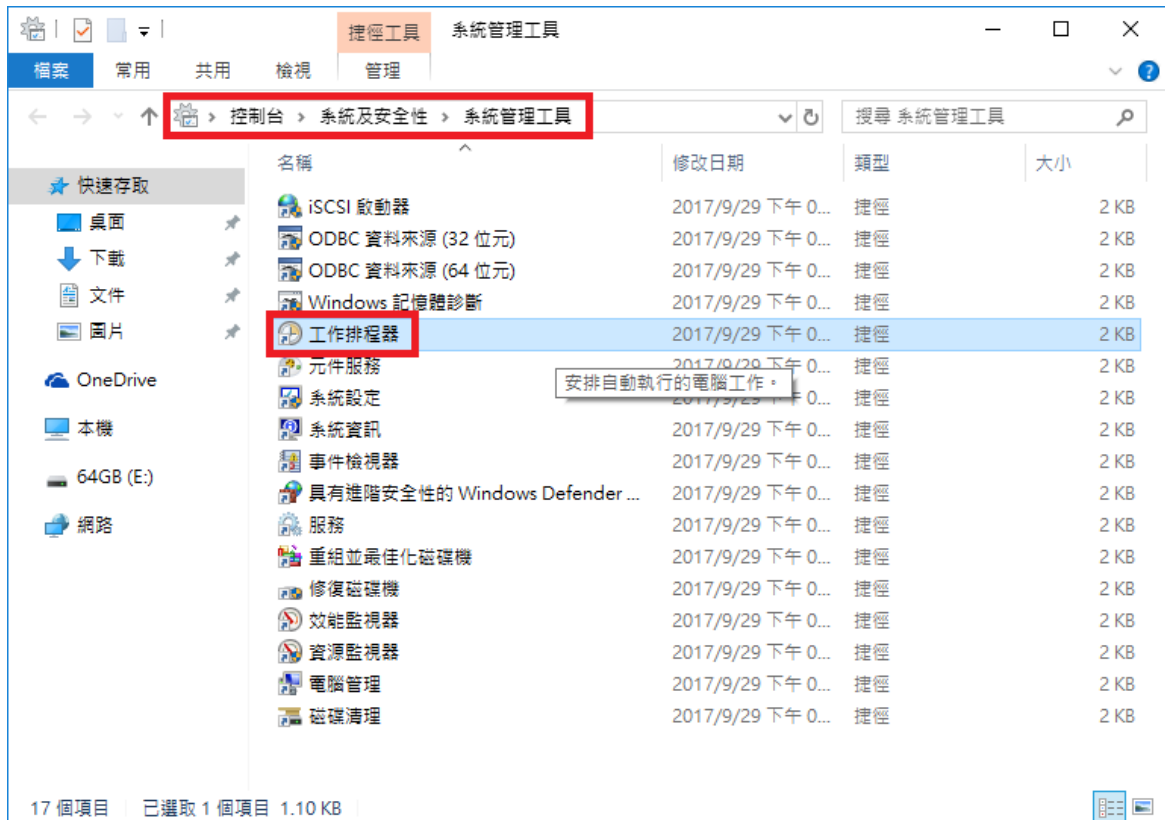 捷徑工具 系統管理工具
檔案 常用 共用 檢視 管理
控制台 › 系統及安全性 › 系統管理工具 搜尋 系統管理工具
名稱 修改日期 類型 大小
快速存取
桌面
下載
文件
圖片
OneDrive
本機
64GB (E:)
網路
iSCSI 啟動器 2017/9/29 下午 0... 捷徑 2 KB
ODBC 資料來源 (32 位元) 2017/9/29 下午 0... 捷徑 2 KB
ODBC 資料來源 (64 位元) 2017/9/29 下午 0... 捷徑 2 KB
Windows 記憶體診斷 2017/9/29 下午 0... 捷徑 2 KB
工作排程器 2017/9/29 下午 0... 捷徑 2 KB
元件服務 2017/9/29 下午 0... 捷徑 2 KB
安排自動執行的電腦工作。
系統設定 2017/9/29 下午 0... 捷徑 2 KB
系統資訊 2017/9/29 下午 0... 捷徑 2 KB
事件檢視器 2017/9/29 下午 0... 捷徑 2 KB
具有進階安全性的 Windows Defender ... 2017/9/29 下午 0... 捷徑 2 KB
服務 2017/9/29 下午 0... 捷徑 2 KB
重組並最佳化磁碟機 2017/9/29 下午 0... 捷徑 2 KB
修復磁碟機 2017/9/29 下午 0... 捷徑 2 KB
效能監視器 2017/9/29 下午 0... 捷徑 2 KB
資源監視器 2017/9/29 下午 0... 捷徑 2 KB
電腦管理 2017/9/29 下午 0... 捷徑 2 KB
磁碟清理 2017/9/29 下午 0... 捷徑 2 KB
17 個項目 已選取 1 個項目 1.10 KB